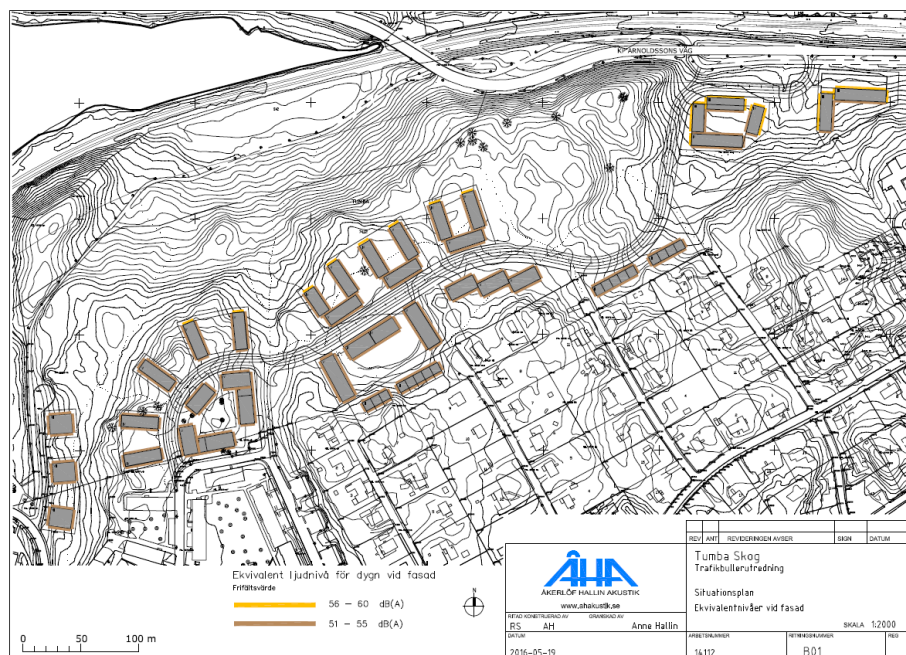 KP ARNOLDSSONS VÄG
TUMBA
Ekvivalent ljudnivå för dygn vid fasad
Frifältsvärde
56 – 60 dB(A)
51 – 55 dB(A)
N
0 50 100 m
ÅHA
ÅKERLÖF HALLIN AKUSTIK
www.ahakustik.se
RITAD KONSTRUERAD AV GRANSKAD AV
RS AH Anne Hallin
DATUM
2016-05-19
REV ANT REVIDERINGEN AVSER SIGN DATUM
Tumba Skog
Trafikbullerutredning
Situationsplan
Ekvivalentnivåer vid fasad
SKALA 1:2000
ARBETSNUMMER RITNINGSNUMMER REG
14112 B01